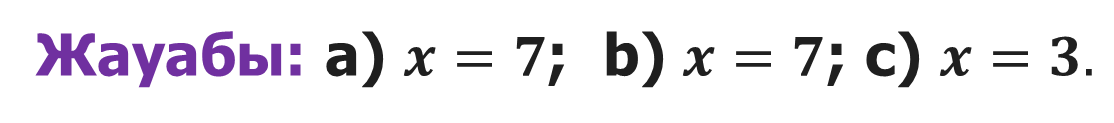 Жауабы: a) x = 7; b) x = 7; c) x = 3.